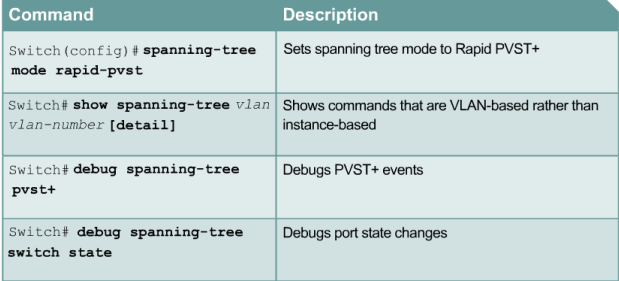 Command Description
Switch(config)# spanning-tree Sets spanning tree mode to Rapid PVST+
mode rapid-pvst
Switch# show spanning-tree vlan Shows commands that are VLAN-based rather than
vlan-number [detail] instance-based
Switch# debug spanning-tree Debugs PVST+ events
pvst+
Switch# debug spanning-tree Debugs port state changes
switch state